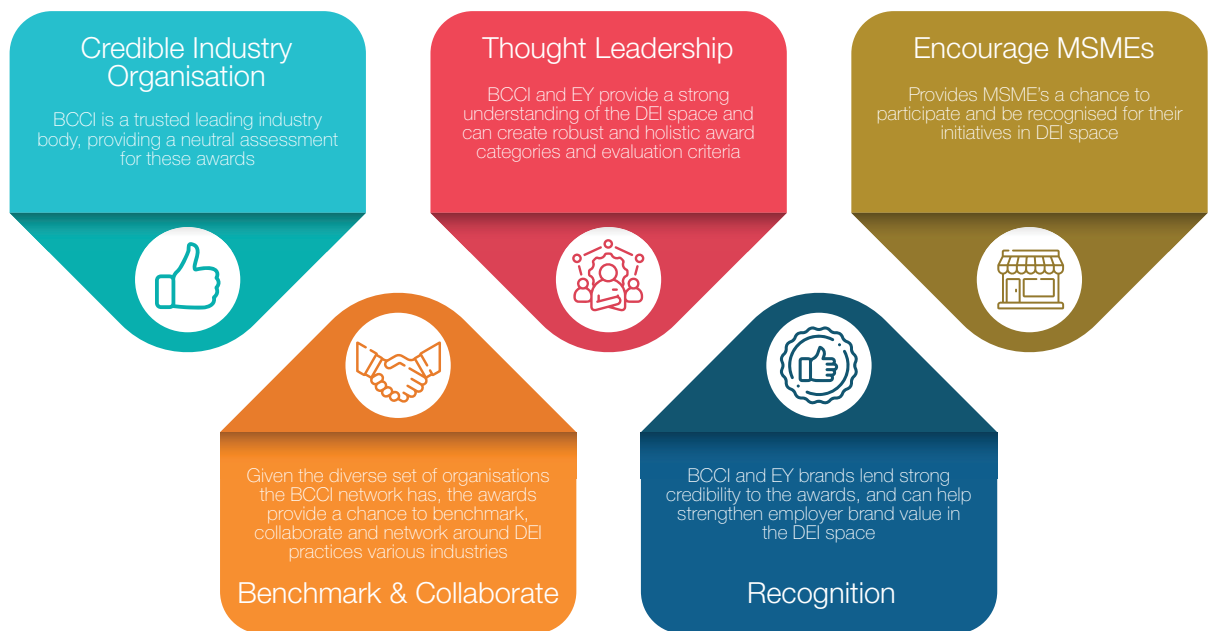 Credible Industry
Organisation
BCCI is a trusted leading industry
body, providing a neutral assessment
for these awards
Thought Leadership
BCCI and EY provide a strong
understanding of the DEI space and
can create robust and holistic award
categories and evaluation criteria
Encourage MSMEs
Provides MSME's a chance to
participate and be recognised for their
initiatives in DEI space
Given the diverse set of organisations
the BCCI network has, the awards
provide a chance to benchmark,
collaborate and network around DEI
practices various industries
Benchmark & Collaborate
BCCI and EY brands lend strong
credibility to the awards, and can help
strengthen employer brand value in
the DEI space
Recognition